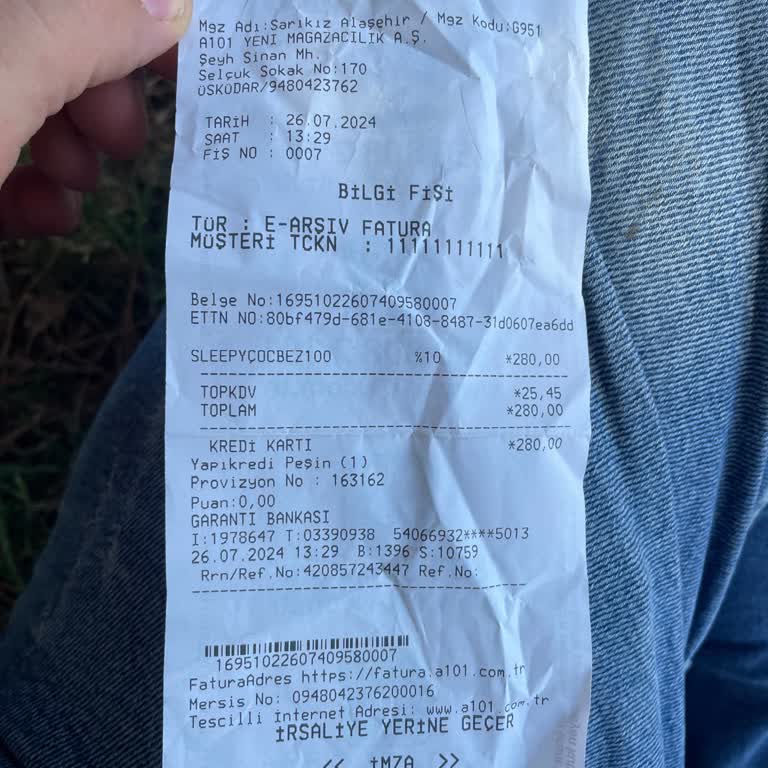 Mgz Adı:Sarıkız Alaşehir / Mgz Kodu:G951
A101 YENİ MAGAZACILIK A.Ş.
Şeyh Sinan Mh.
Selçuk Sokak No:170
ÜSKÜDAR/9480423762
TARİH : 26.07.2024
SAAT : 13:29
FİŞ NO : 0007
BİLGİ FİŞİ
TÜR : E-ARŞIV FATURA
MÜŞTERİ TCKN : 11111111111
Belge No:16951022607409580007
ETTN NO:80bf479d-681e-4108-8487-31d0607ea6dd
SLEEPYÇOCBEZ100 %10 *280,00
TOPKDV *25,45
TOPLAM *280,00
KREDİ KARTI *280,00
Yapıkredi Peşin (1)
Provizyon No : 163162
Puan:0,00
GARANTI BANKASI
I:1978647 T:03390938 54066932****5013
26.07.2024 13:29 B:1396 S:10759
Rrn/Ref.No:420857243447 Ref.No:
16951022607409580007
FaturaAdres https://fatura.a101.com.tr
Mersis No: 0948042376200016
Tescilli İnternet Adresi: www.a101.com.tr
İRSALİYE YERİNE GEÇER
<< İMZA >>